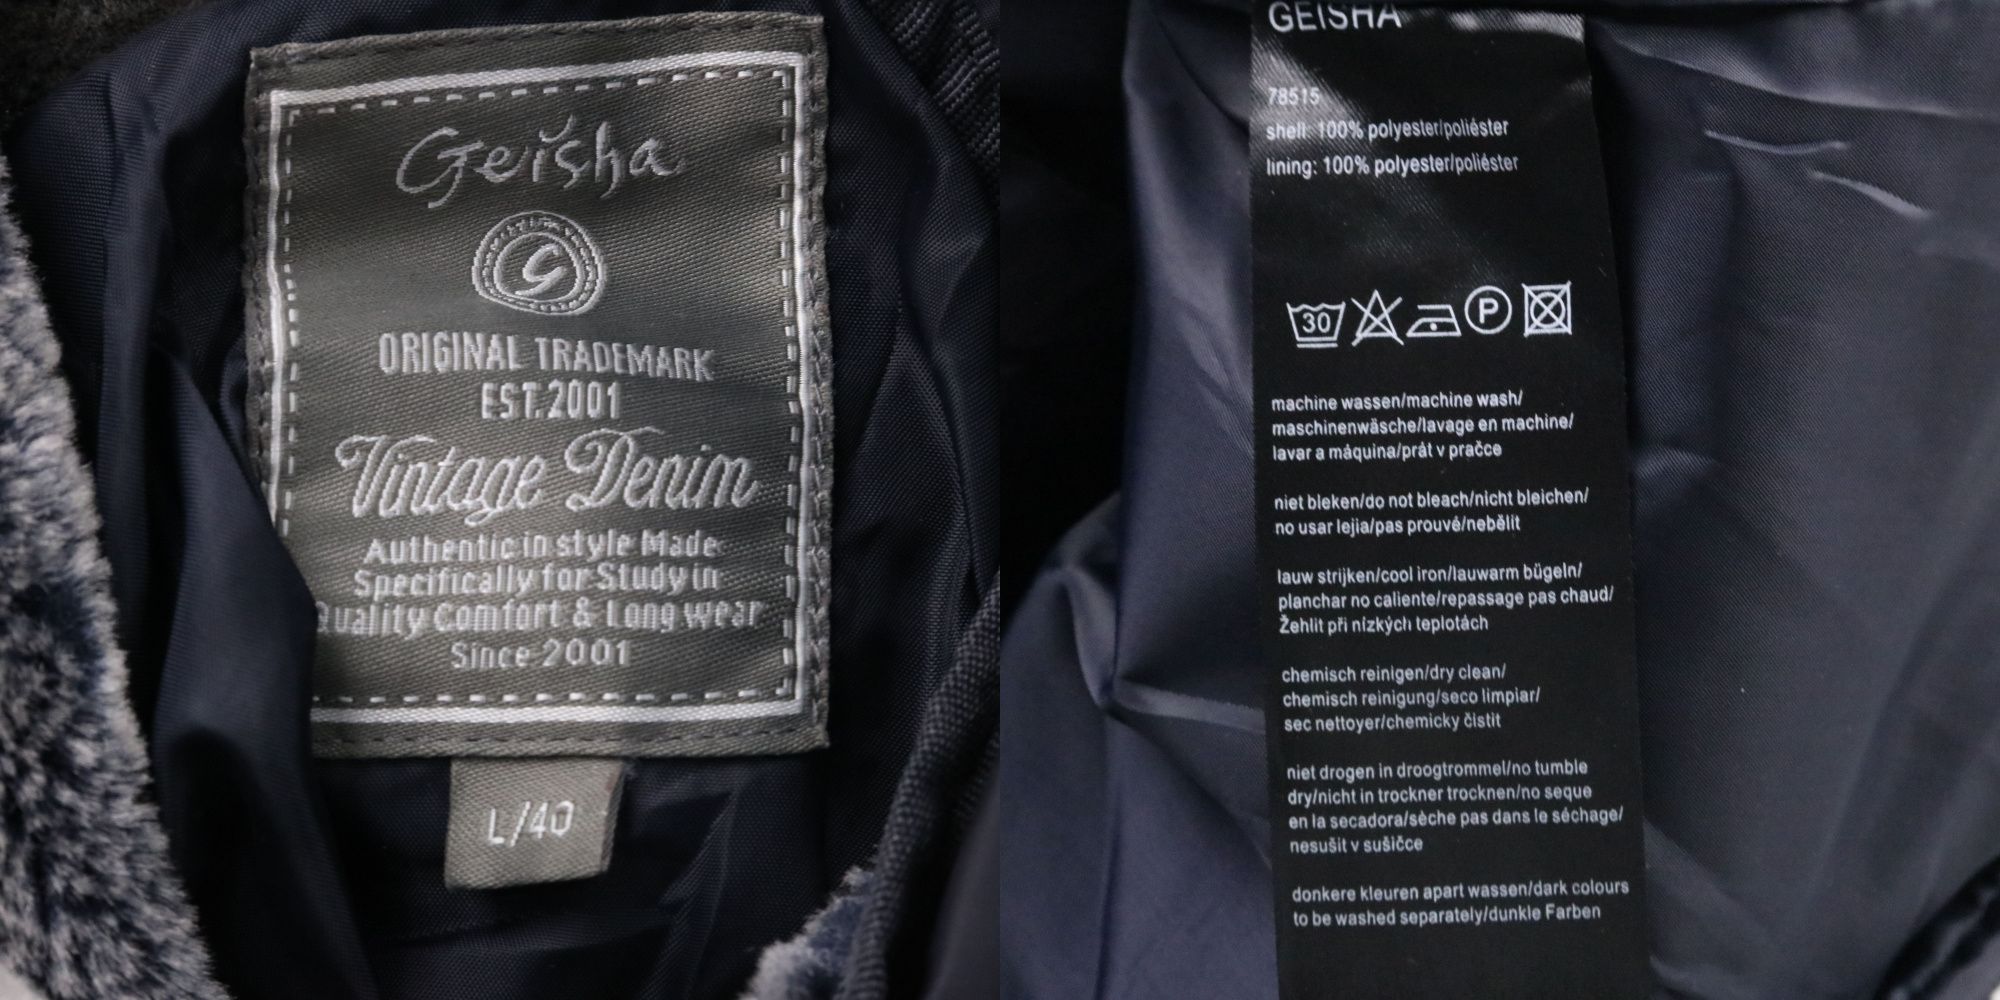 Geisha
G
ORIGINAL TRADEMARK
EST.2001
Vintage Denim
Authentic in style Made
Specifically for Study in
Quality Comfort & Long wear
Since 2001
L/40
GEISHA
78515
shell: 100% polyester/poliéster
lining: 100% polyester/poliéster
30 P
machine wassen/machine wash/
maschinenwäsche/lavage en machine/
lavar a máquina/prát v pračce
niet bleken/do not bleach/nicht bleichen/
no usar lejia/pas prouvé/nebělit
lauw strijken/cool iron/lauwarm bügeln/
planchar no caliente/repassage pas chaud/
Žehlit při nízkých teplotách
chemisch reinigen/dry clean/
chemisch reinigung/seco limpiar/
sec nettoyer/chemicky čistit
niet drogen in droogtrommel/no tumble
dry/nicht in trockner trocknen/no seque
en la secadora/sèche pas dans le séchage/
nesušit v sušičce
donkere kleuren apart wassen/dark colours
to be washed separately/dunkle Farben